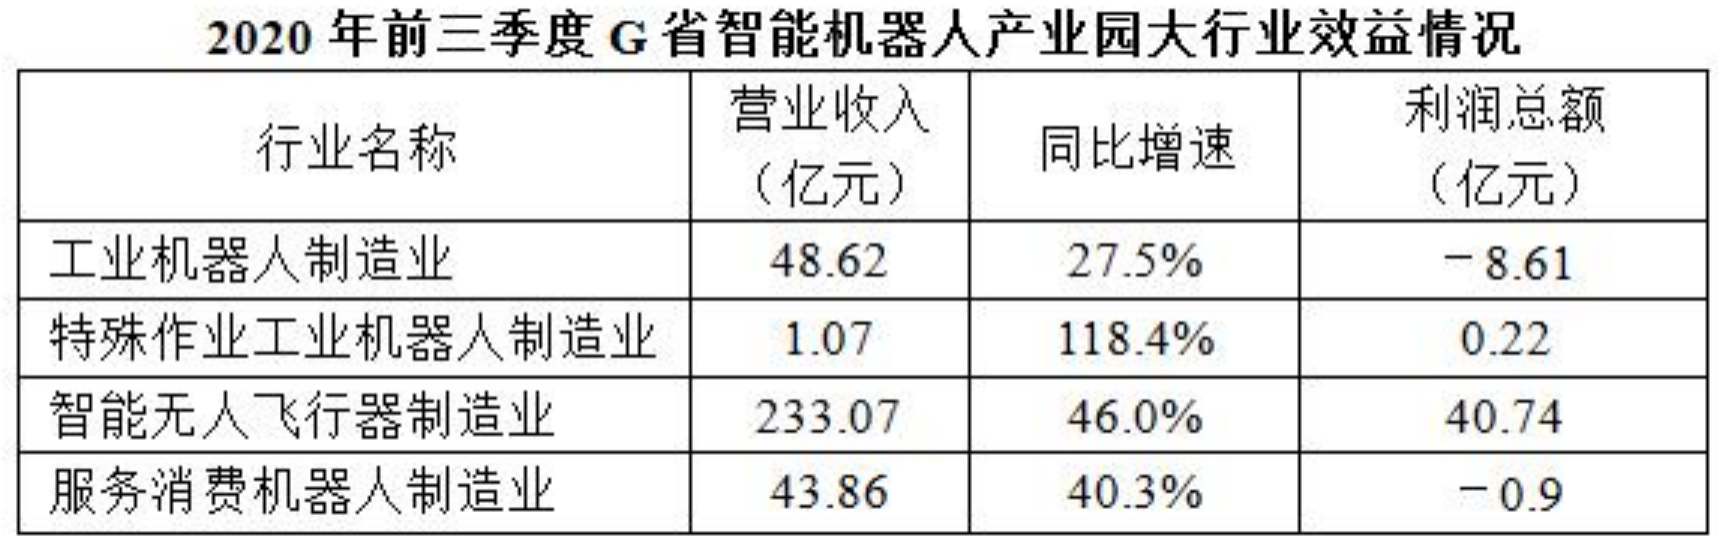 2020 年前三季度 G 省智能机器人产业园大行业效益情况
行业名称 营业收入（亿元） 同比增速 利润总额（亿元）
工业机器人制造业 48.62 27.5% －8.61
特殊作业工业机器人制造业 1.07 118.4% 0.22
智能无人飞行器制造业 233.07 46.0% 40.74
服务消费机器人制造业 43.86 40.3% －0.9